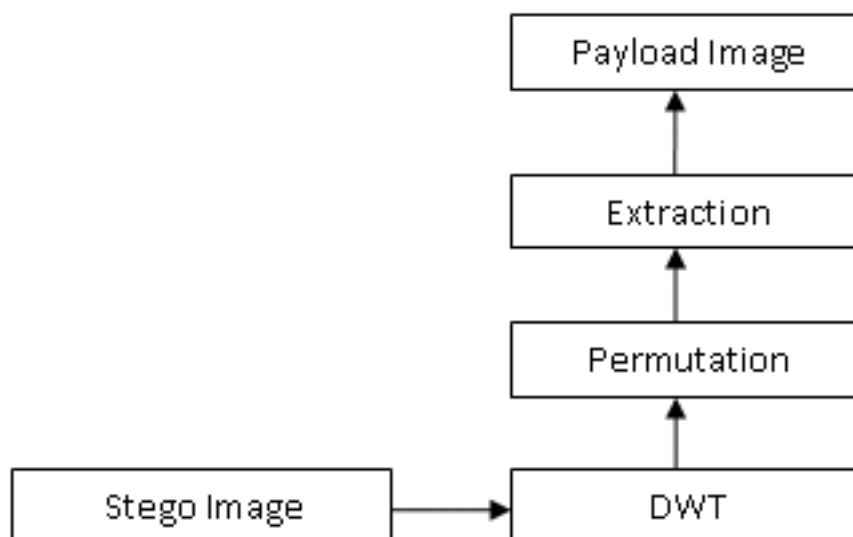 Payload Image
Extraction
Permutation
Stego Image
DWT